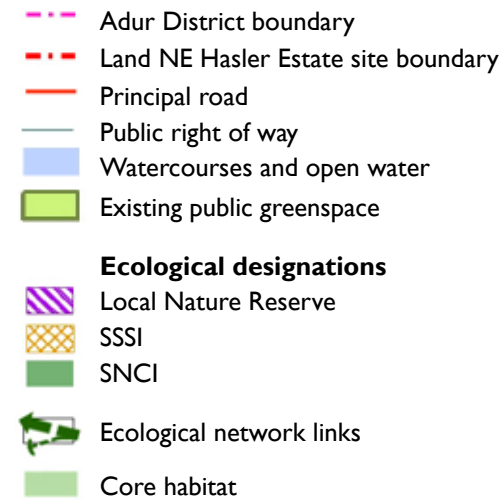 Adur District boundary
Land NE Hasler Estate site boundary
Principal road
Public right of way
Watercourses and open water
Existing public greenspace
Ecological designations
Local Nature Reserve
SSSI
SNCI
Ecological network links
Core habitat